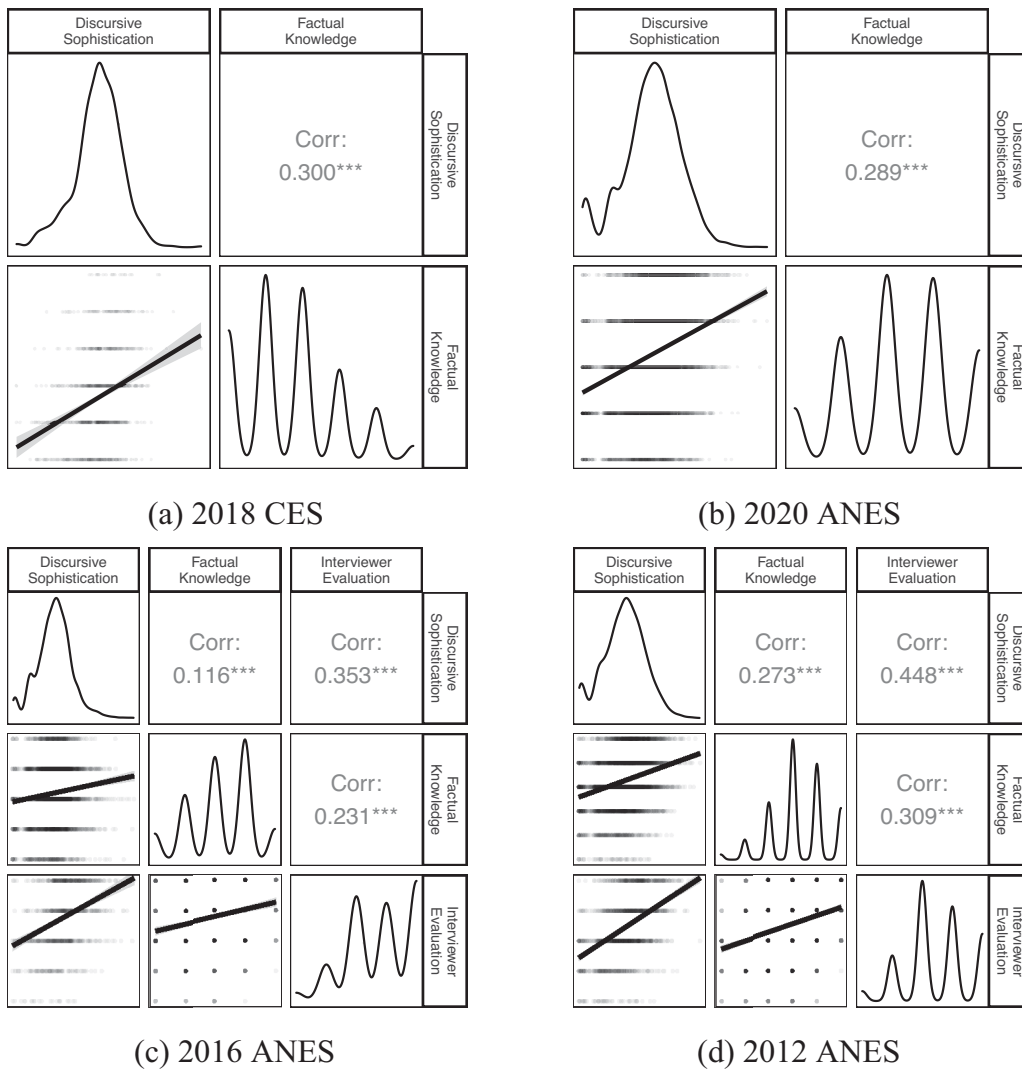 Discursive
Sophistication
Factual
Knowledge
Corr:
0.300***
Discursive
Sophistication
Factual
Knowledge
(a) 2018 CES
Discursive
Sophistication
Factual
Knowledge
Corr:
0.289***
Discursive
Sophistication
Factual
Knowledge
(b) 2020 ANES
Discursive
Sophistication
Factual
Knowledge
Interviewer
Evaluation
Corr:
0.116***
Corr:
0.353***
Discursive
Sophistication
Corr:
0.231***
Factual
Knowledge
Interviewer
Evaluation
(c) 2016 ANES
Discursive
Sophistication
Factual
Knowledge
Interviewer
Evaluation
Corr:
0.273***
Corr:
0.448***
Discursive
Sophistication
Corr:
0.309***
Factual
Knowledge
Interviewer
Evaluation
(d) 2012 ANES